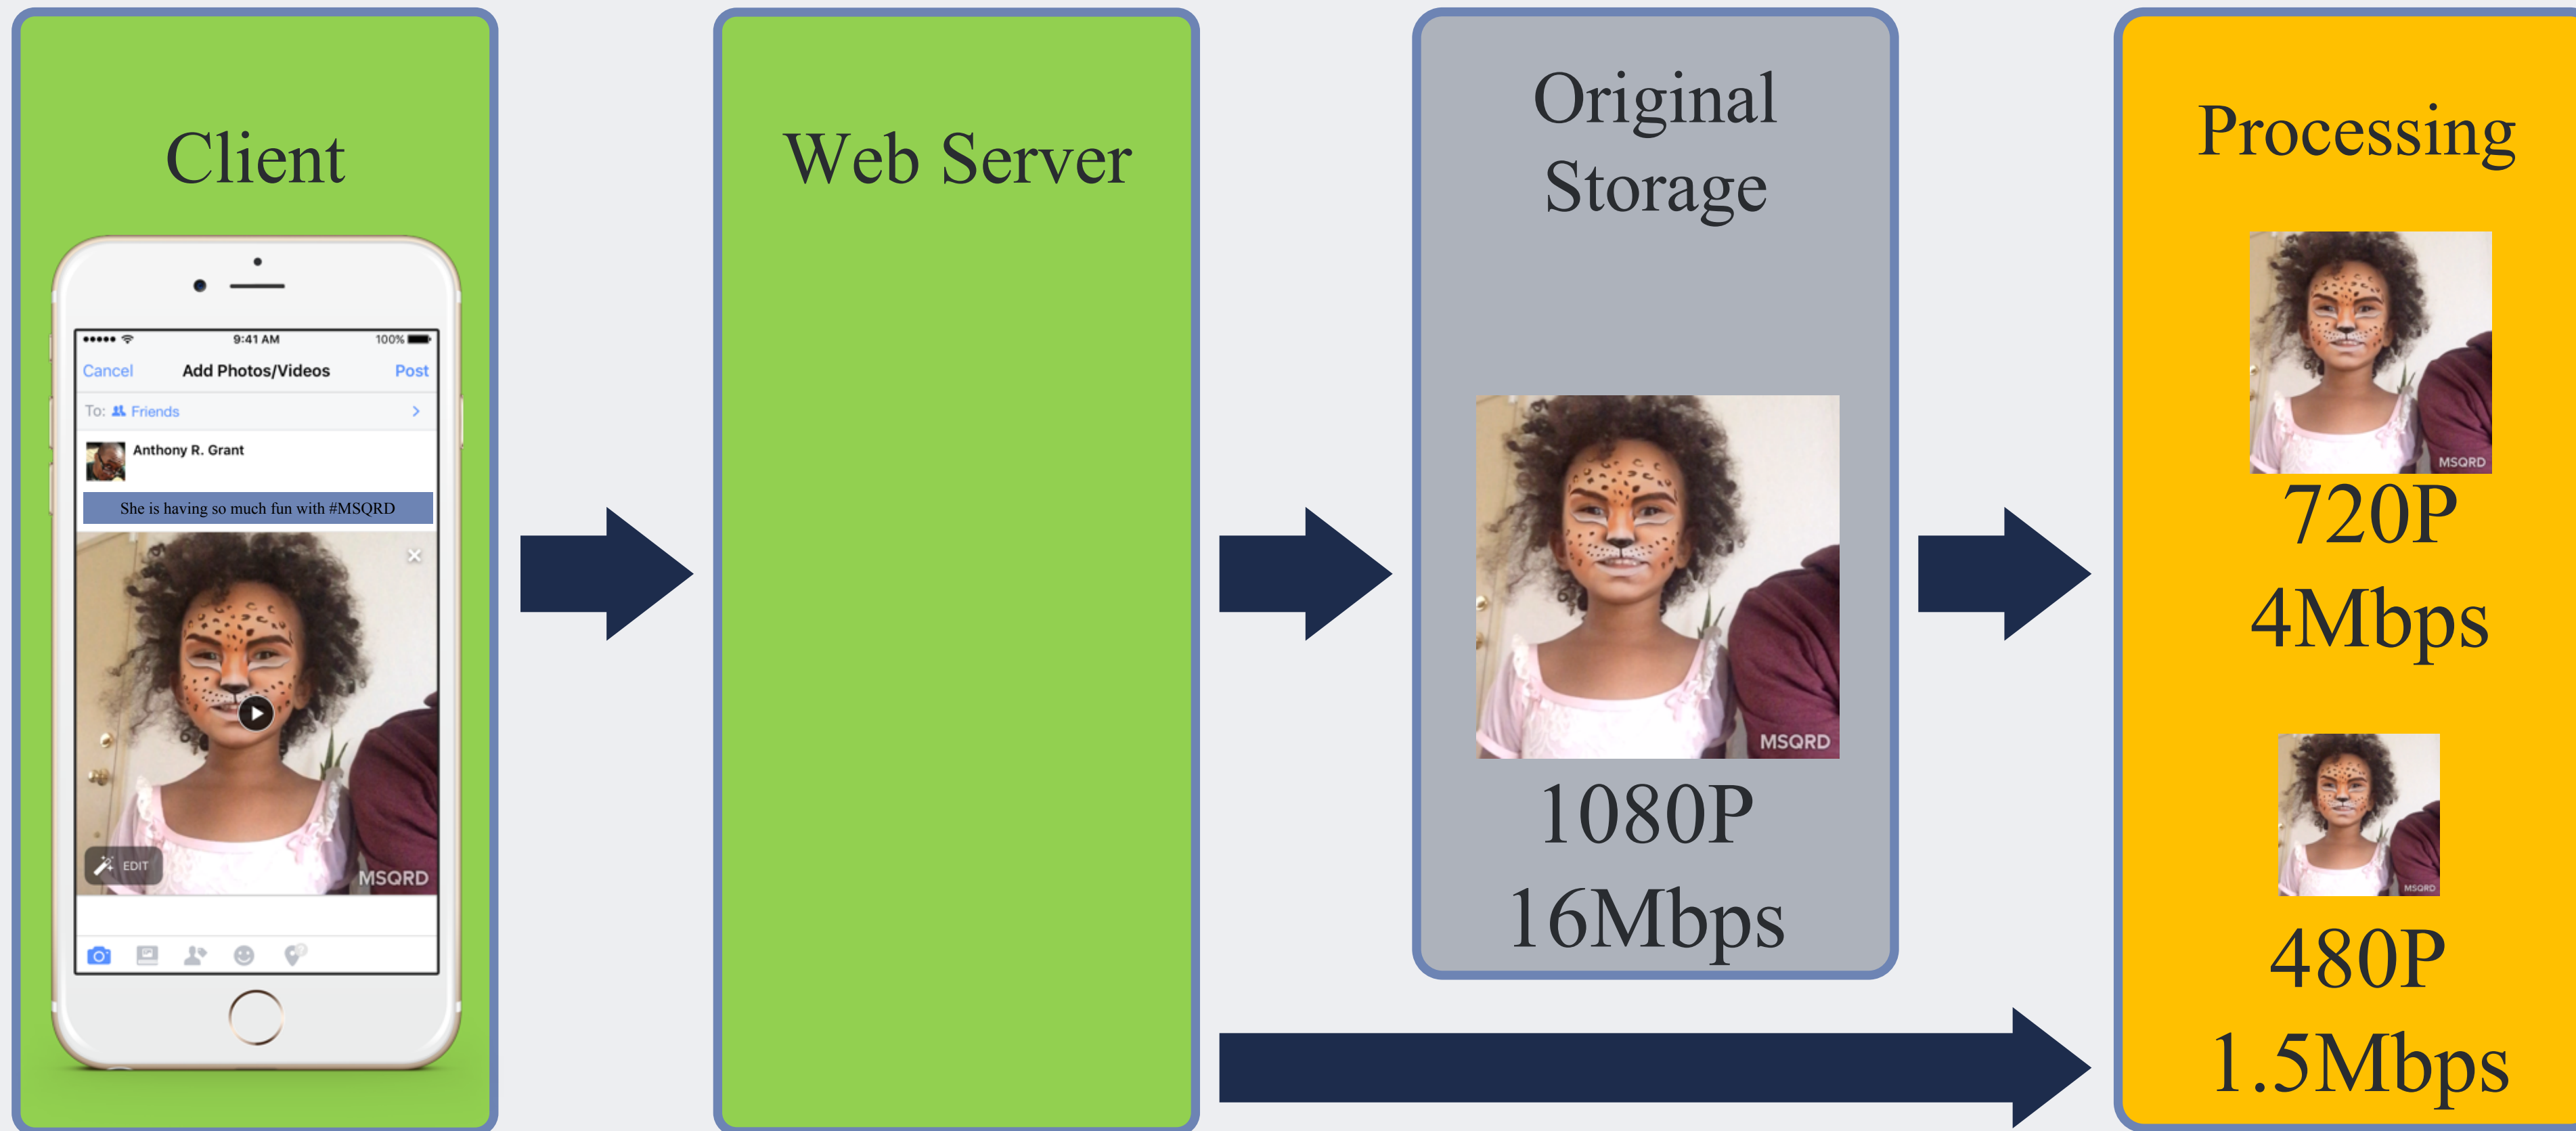 Client
9:41 AM
100%
Cancel
Add Photos/Videos
Post
To: Friends
Anthony R. Grant
She is having so much fun with #MSQRD
EDIT
MSQRD
Web Server
Original
Storage
MSQRD
1080P
16Mbps
Processing
MSQRD
720P
4Mbps
MSQRD
480P
1.5Mbps